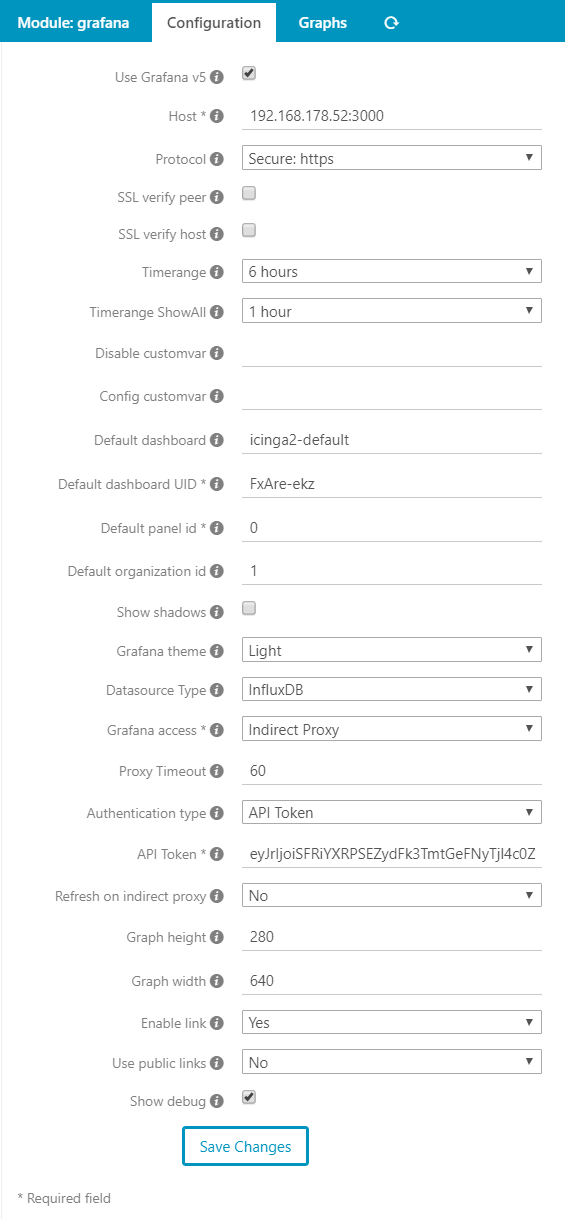 Module: grafana Configuration Graphs
Use Grafana v5
Host * 192.168.178.52:3000
Protocol Secure: https
SSL verify peer
SSL verify host
Timerange 6 hours
Timerange ShowAll 1 hour
Disable customvar
Config customvar
Default dashboard icinga2-default
Default dashboard UID * FxAre-ekz
Default panel id * 0
Default organization id 1
Show shadows
Grafana theme Light
Datasource Type InfluxDB
Grafana access * Indirect Proxy
Proxy Timeout 60
Authentication type API Token
API Token *
Refresh on indirect proxy No
Graph height 280
Graph width 640
Enable link Yes
Use public links No
Show debug
Save Changes
* Required field